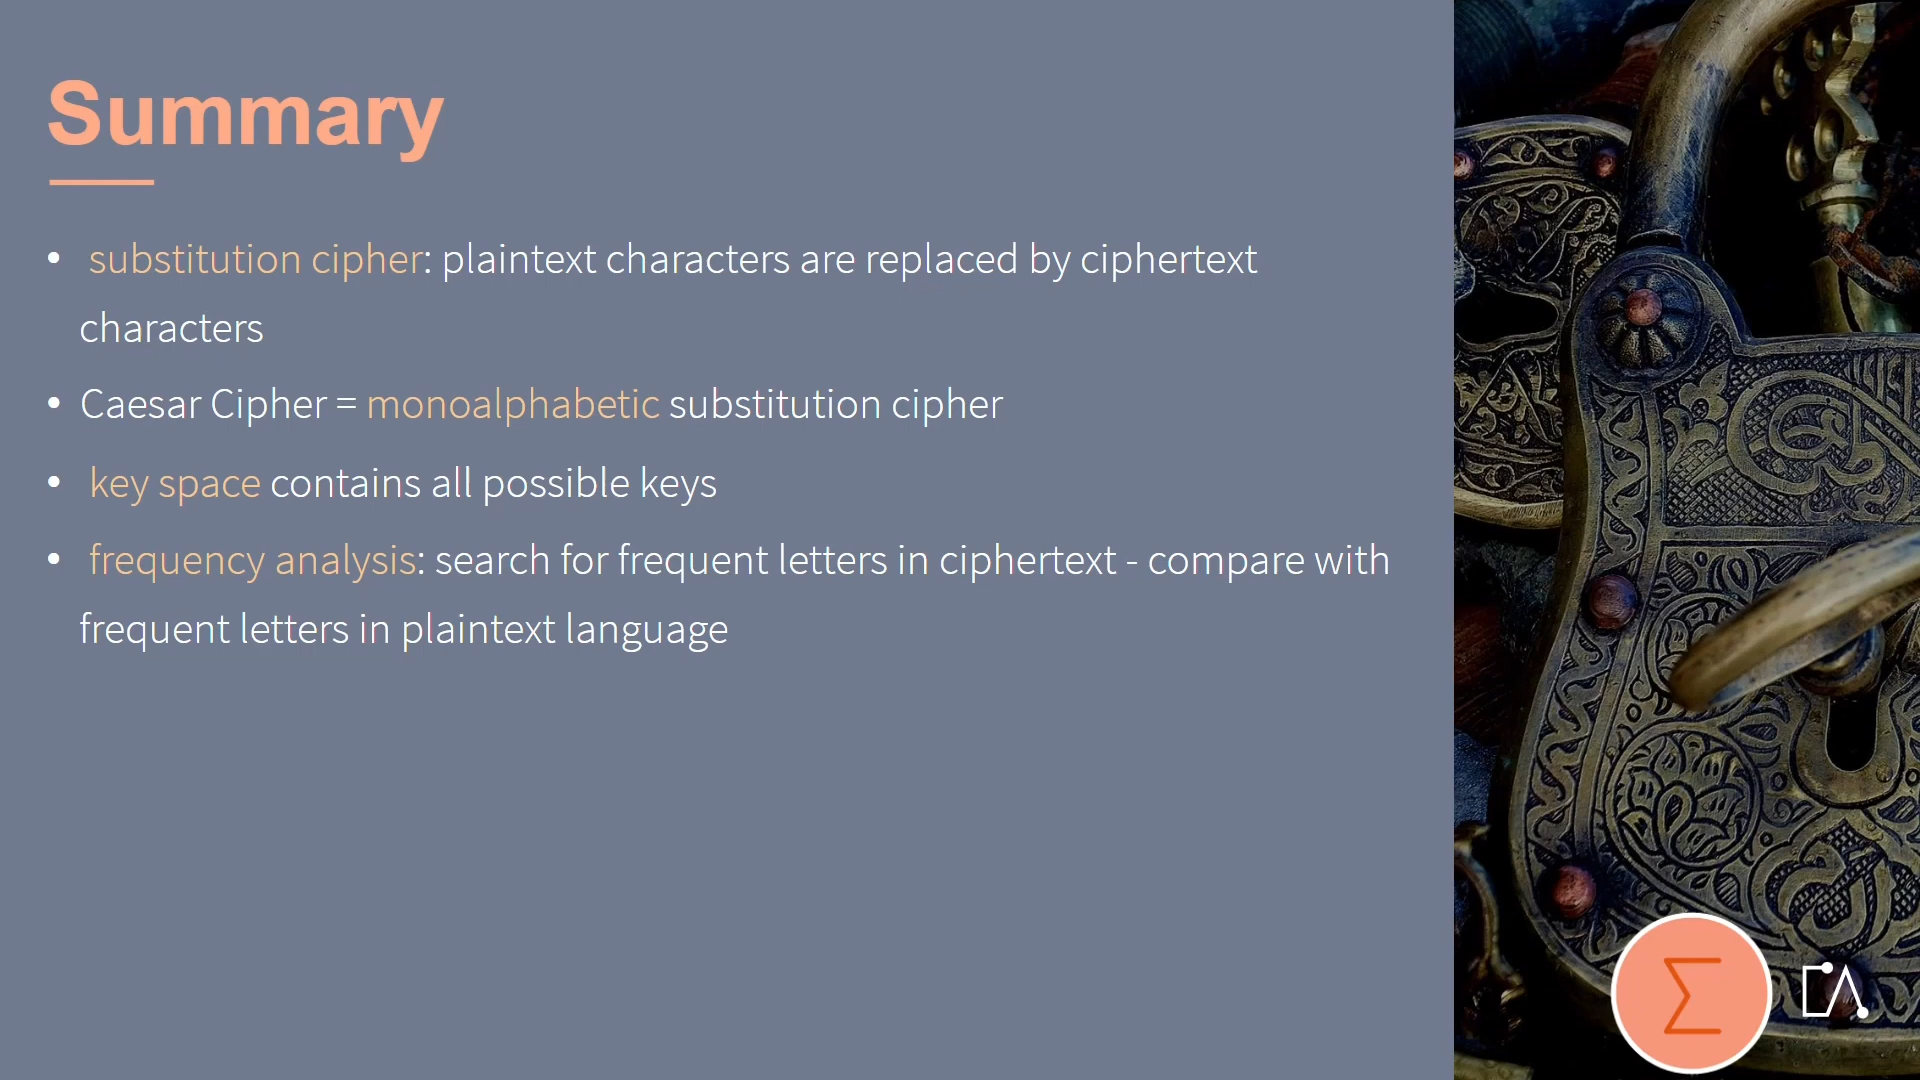 Summary
• substitution cipher: plaintext characters are replaced by ciphertext
characters
• Caesar Cipher = monoalphabetic substitution cipher
• key space contains all possible keys
• frequency analysis: search for frequent letters in ciphertext - compare with
frequent letters in plaintext language
Σ